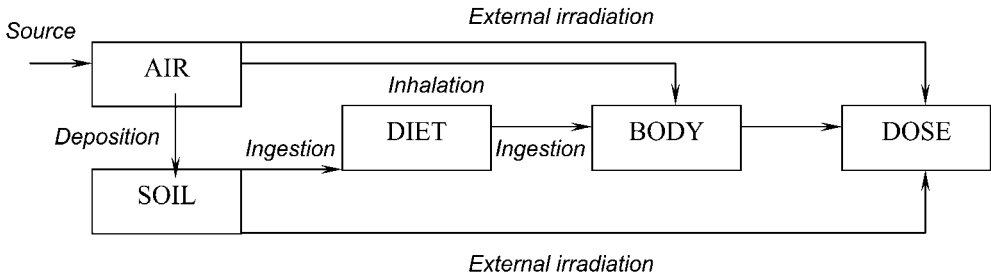 External irradiation
Source
AIR
Inhalation
Deposition
Ingestion
DIET
Ingestion
BODY
DOSE
SOIL
External irradiation